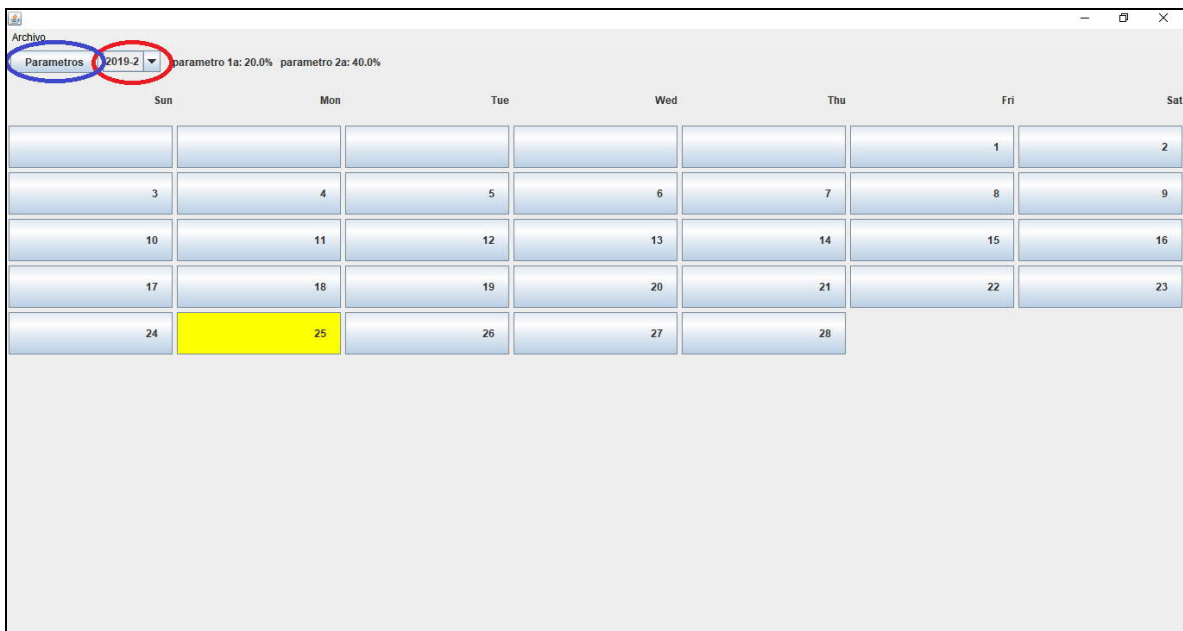 Archivo
Parametros 2019-2 parametro 1a: 20.0% parametro 2a: 40.0%
Sun Mon Tue Wed Thu Fri Sat
1 2
3 4 5 6 7 8 9
10 11 12 13 14 15 16
17 18 19 20 21 22 23
24 25 26 27 28